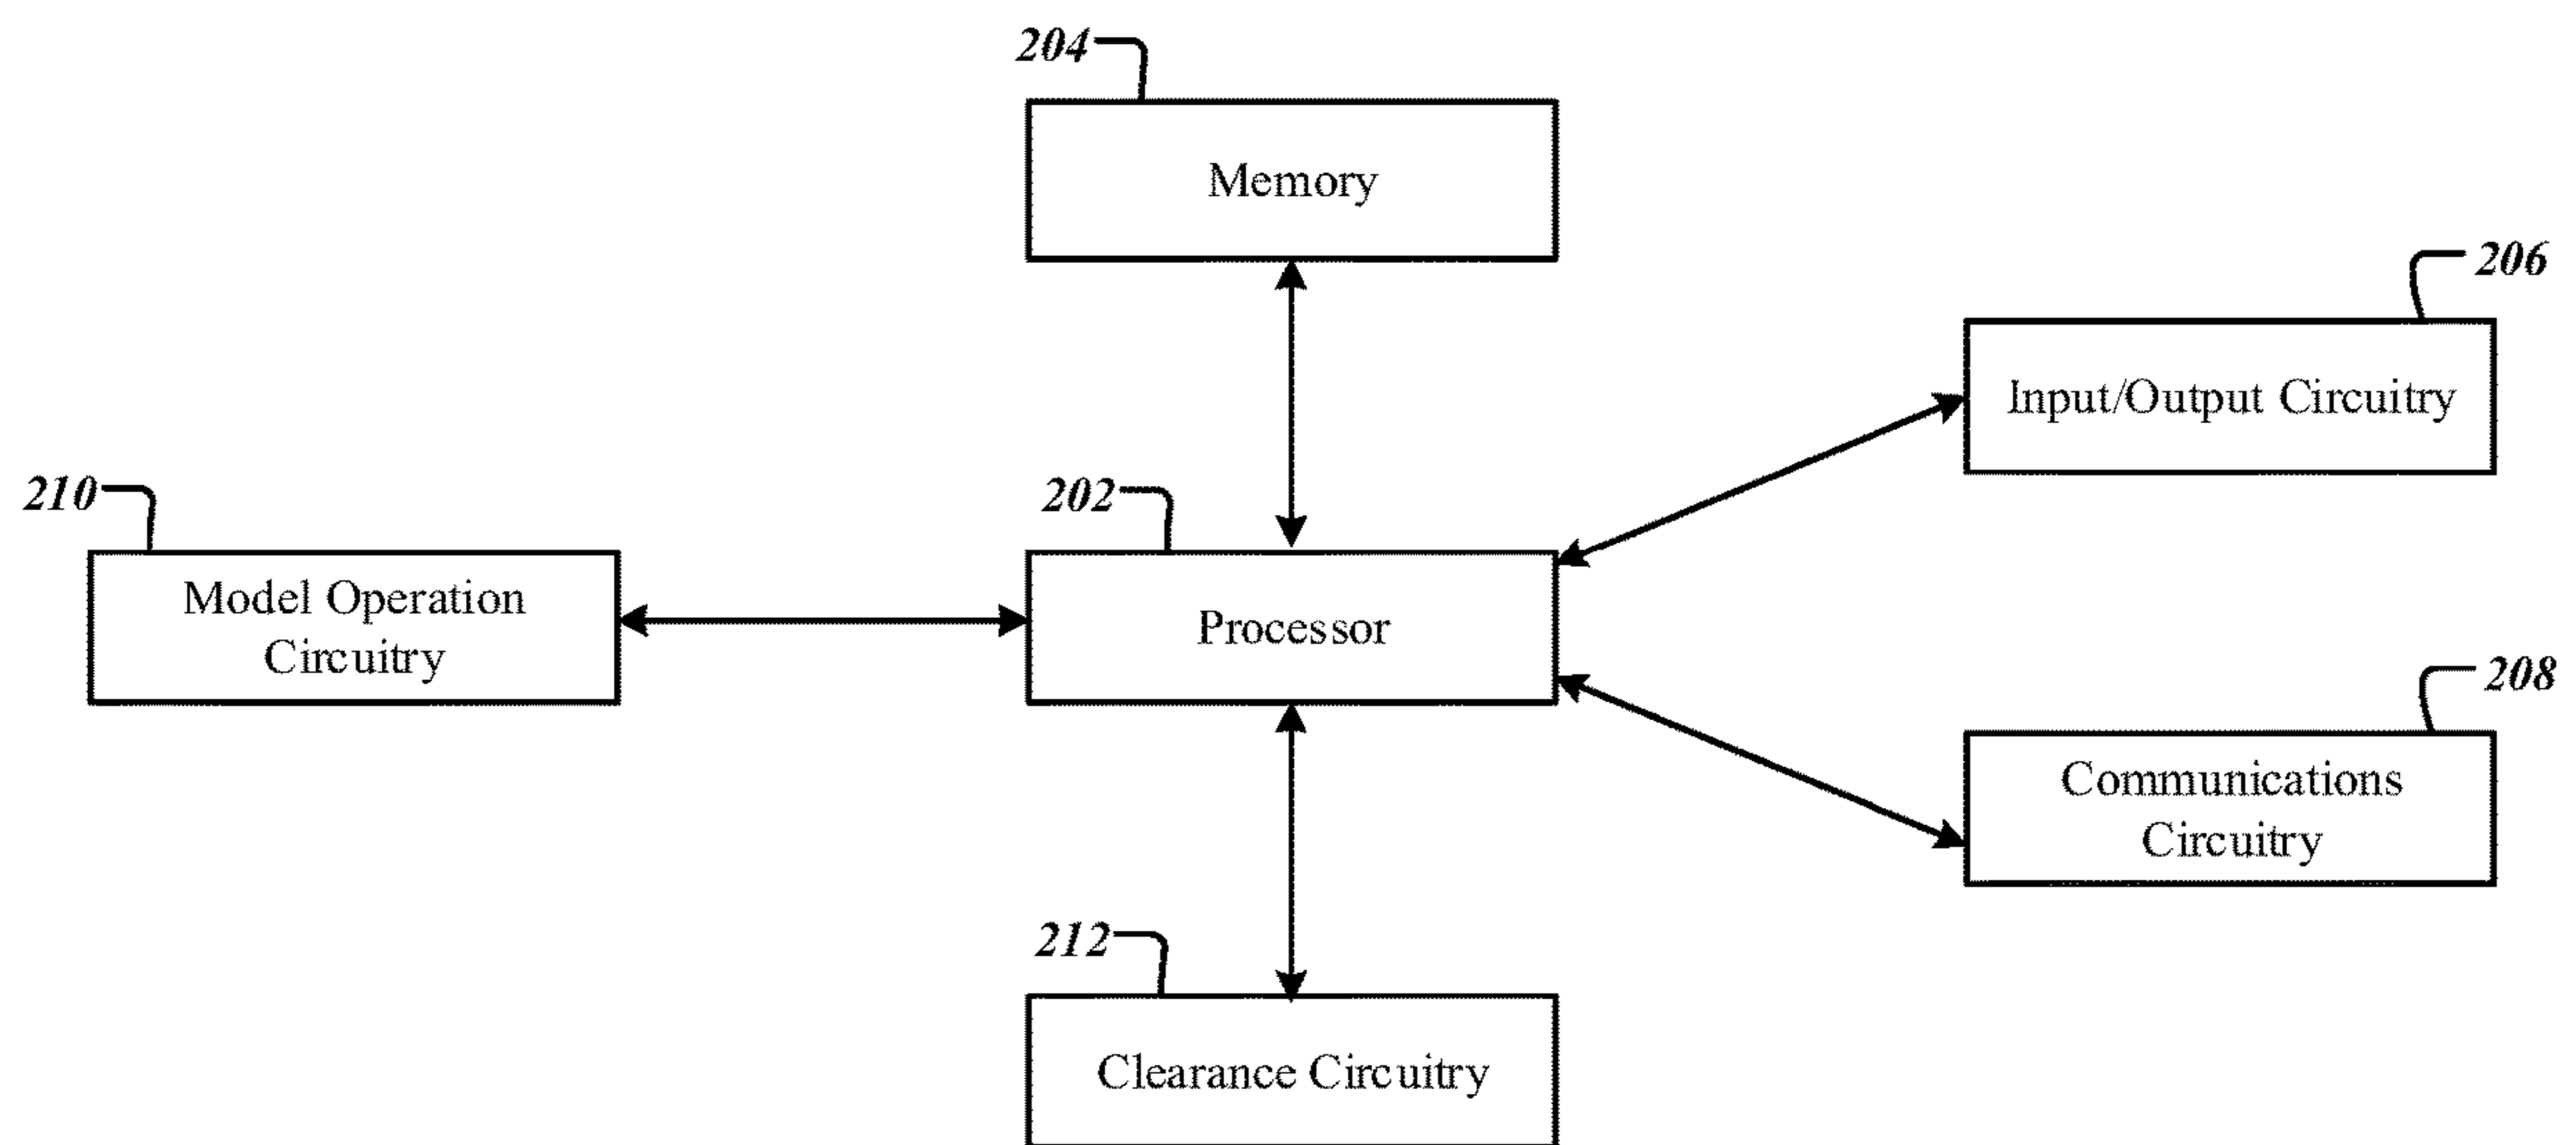 204
Memory
206
Input/Output Circuitry
210
Model Operation
Circuitry
202
Processor
208
Communications
Circuitry
212
Clearance Circuitry